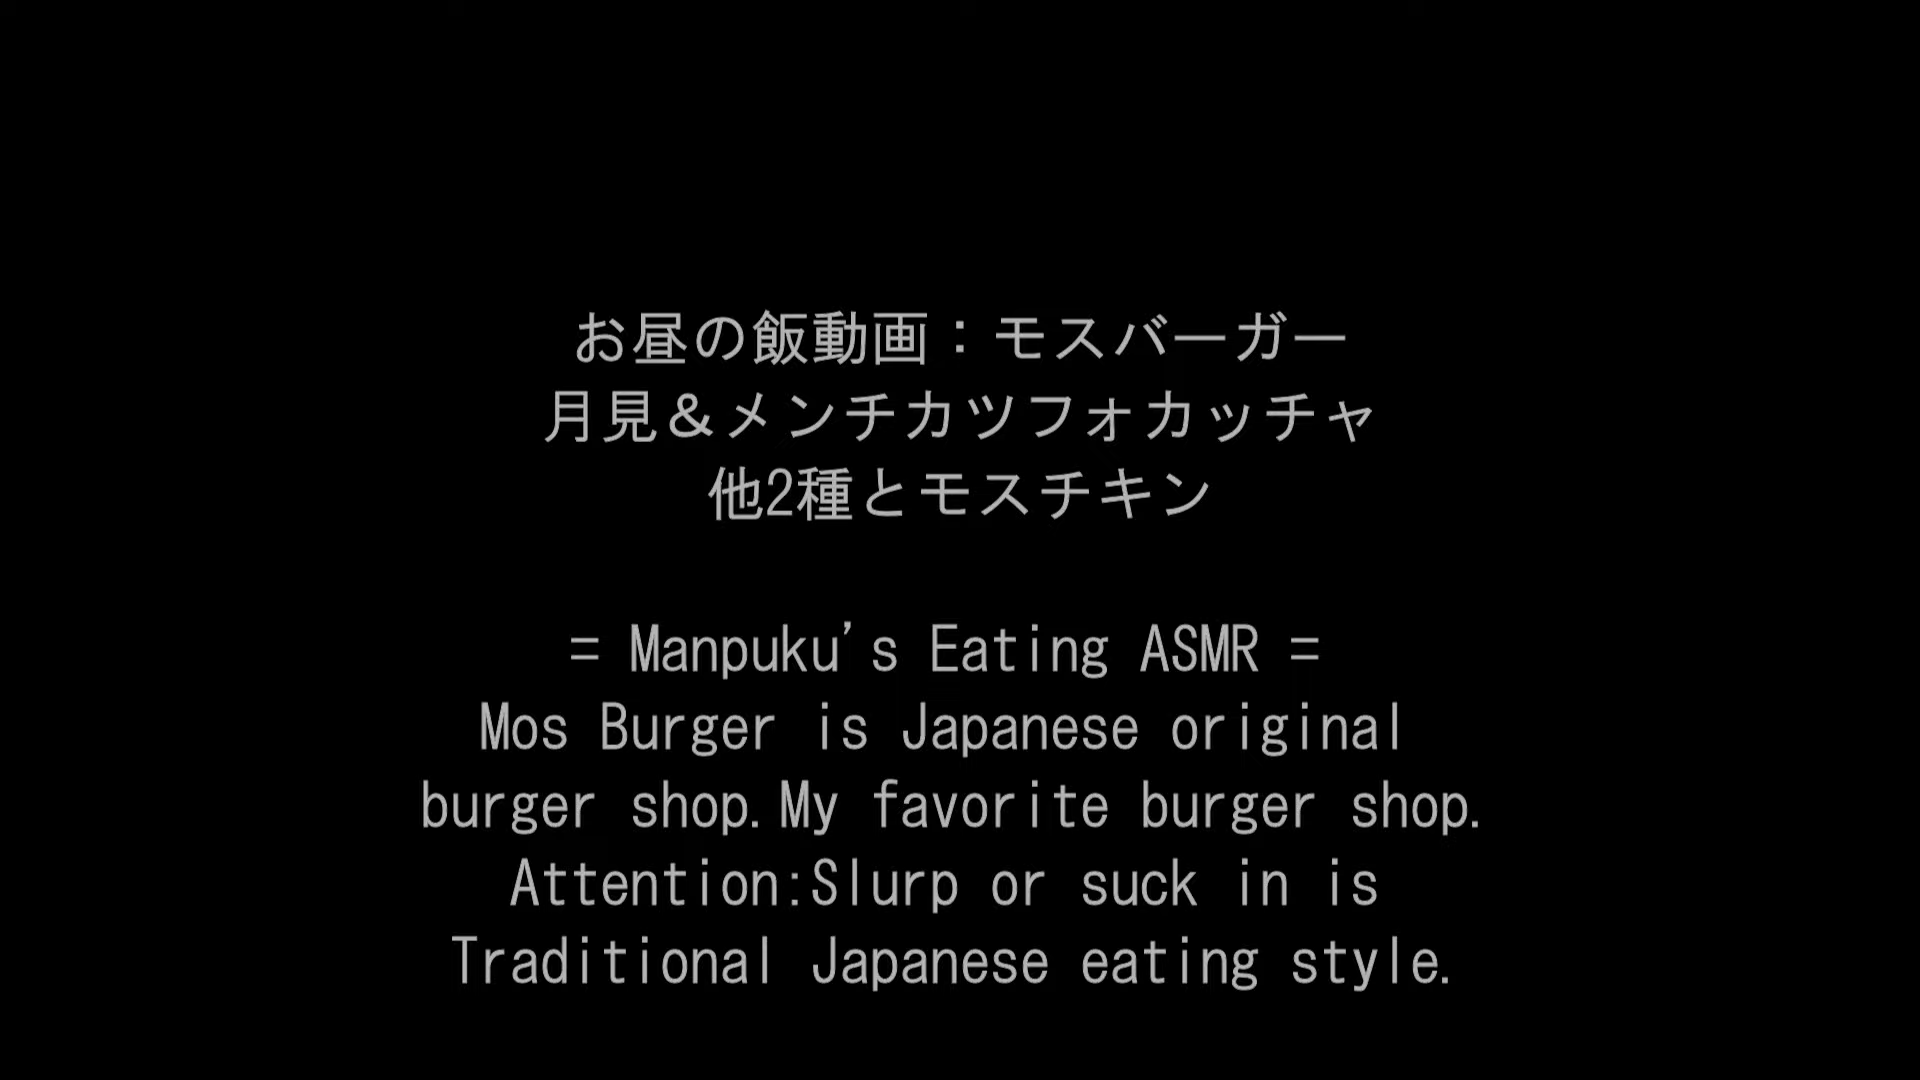 お昼の飯動画：モスバーガー
月見＆メンチカツフォカッチャ
他2種とモスチキン
= Manpuku's Eating ASMR =
Mos Burger is Japanese original
burger shop.My favorite burger shop.
Attention:Slurp or suck in is
Traditional Japanese eating style.